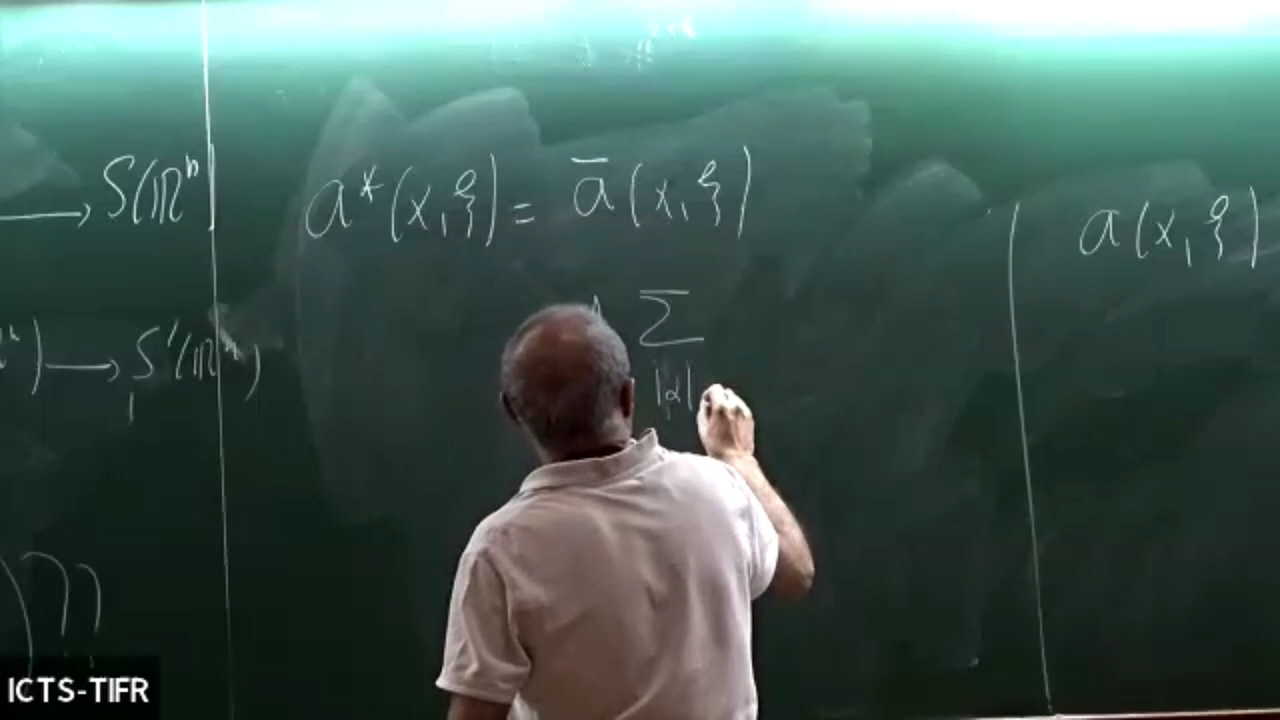 ⟶ S(ℝⁿ
a*(x,ξ) = a̅(x,ξ)
a(x,ξ)
∑
|α|
) ⟶ S'(ℝⁿ)
))
ICTS-TIFR